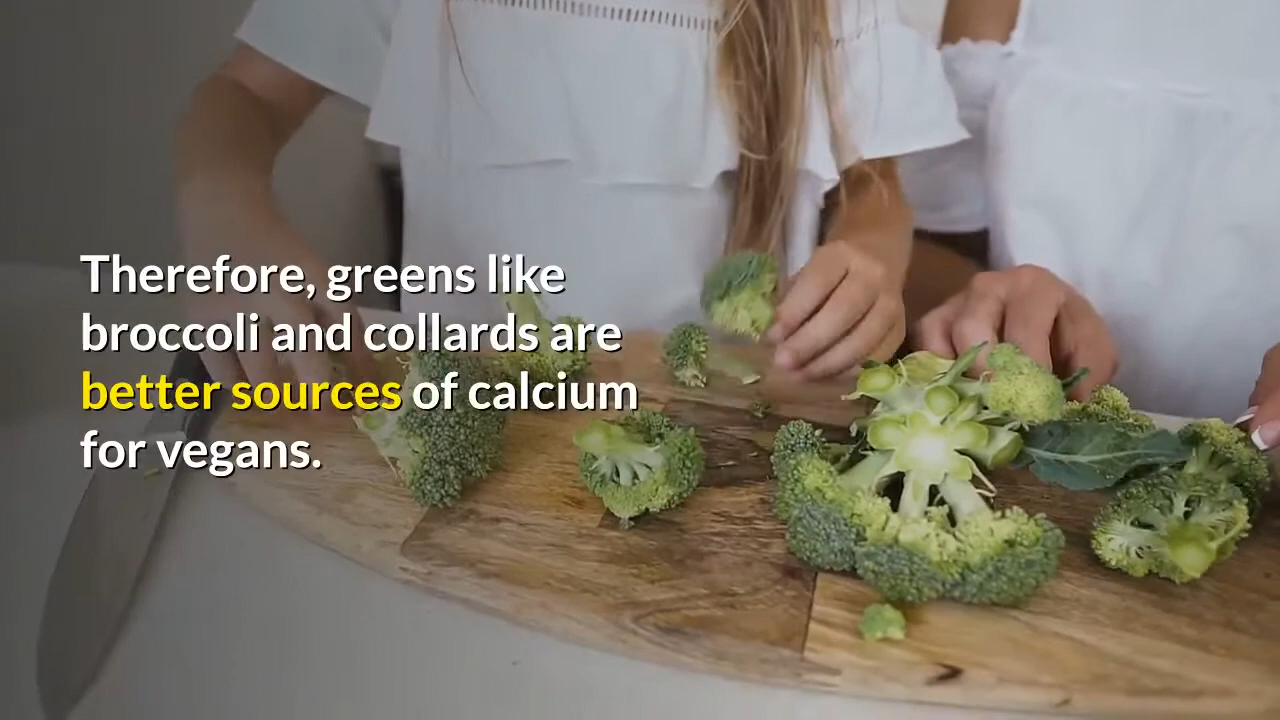 Therefore, greens like
broccoli and collards are
better sources of calcium
for vegans.